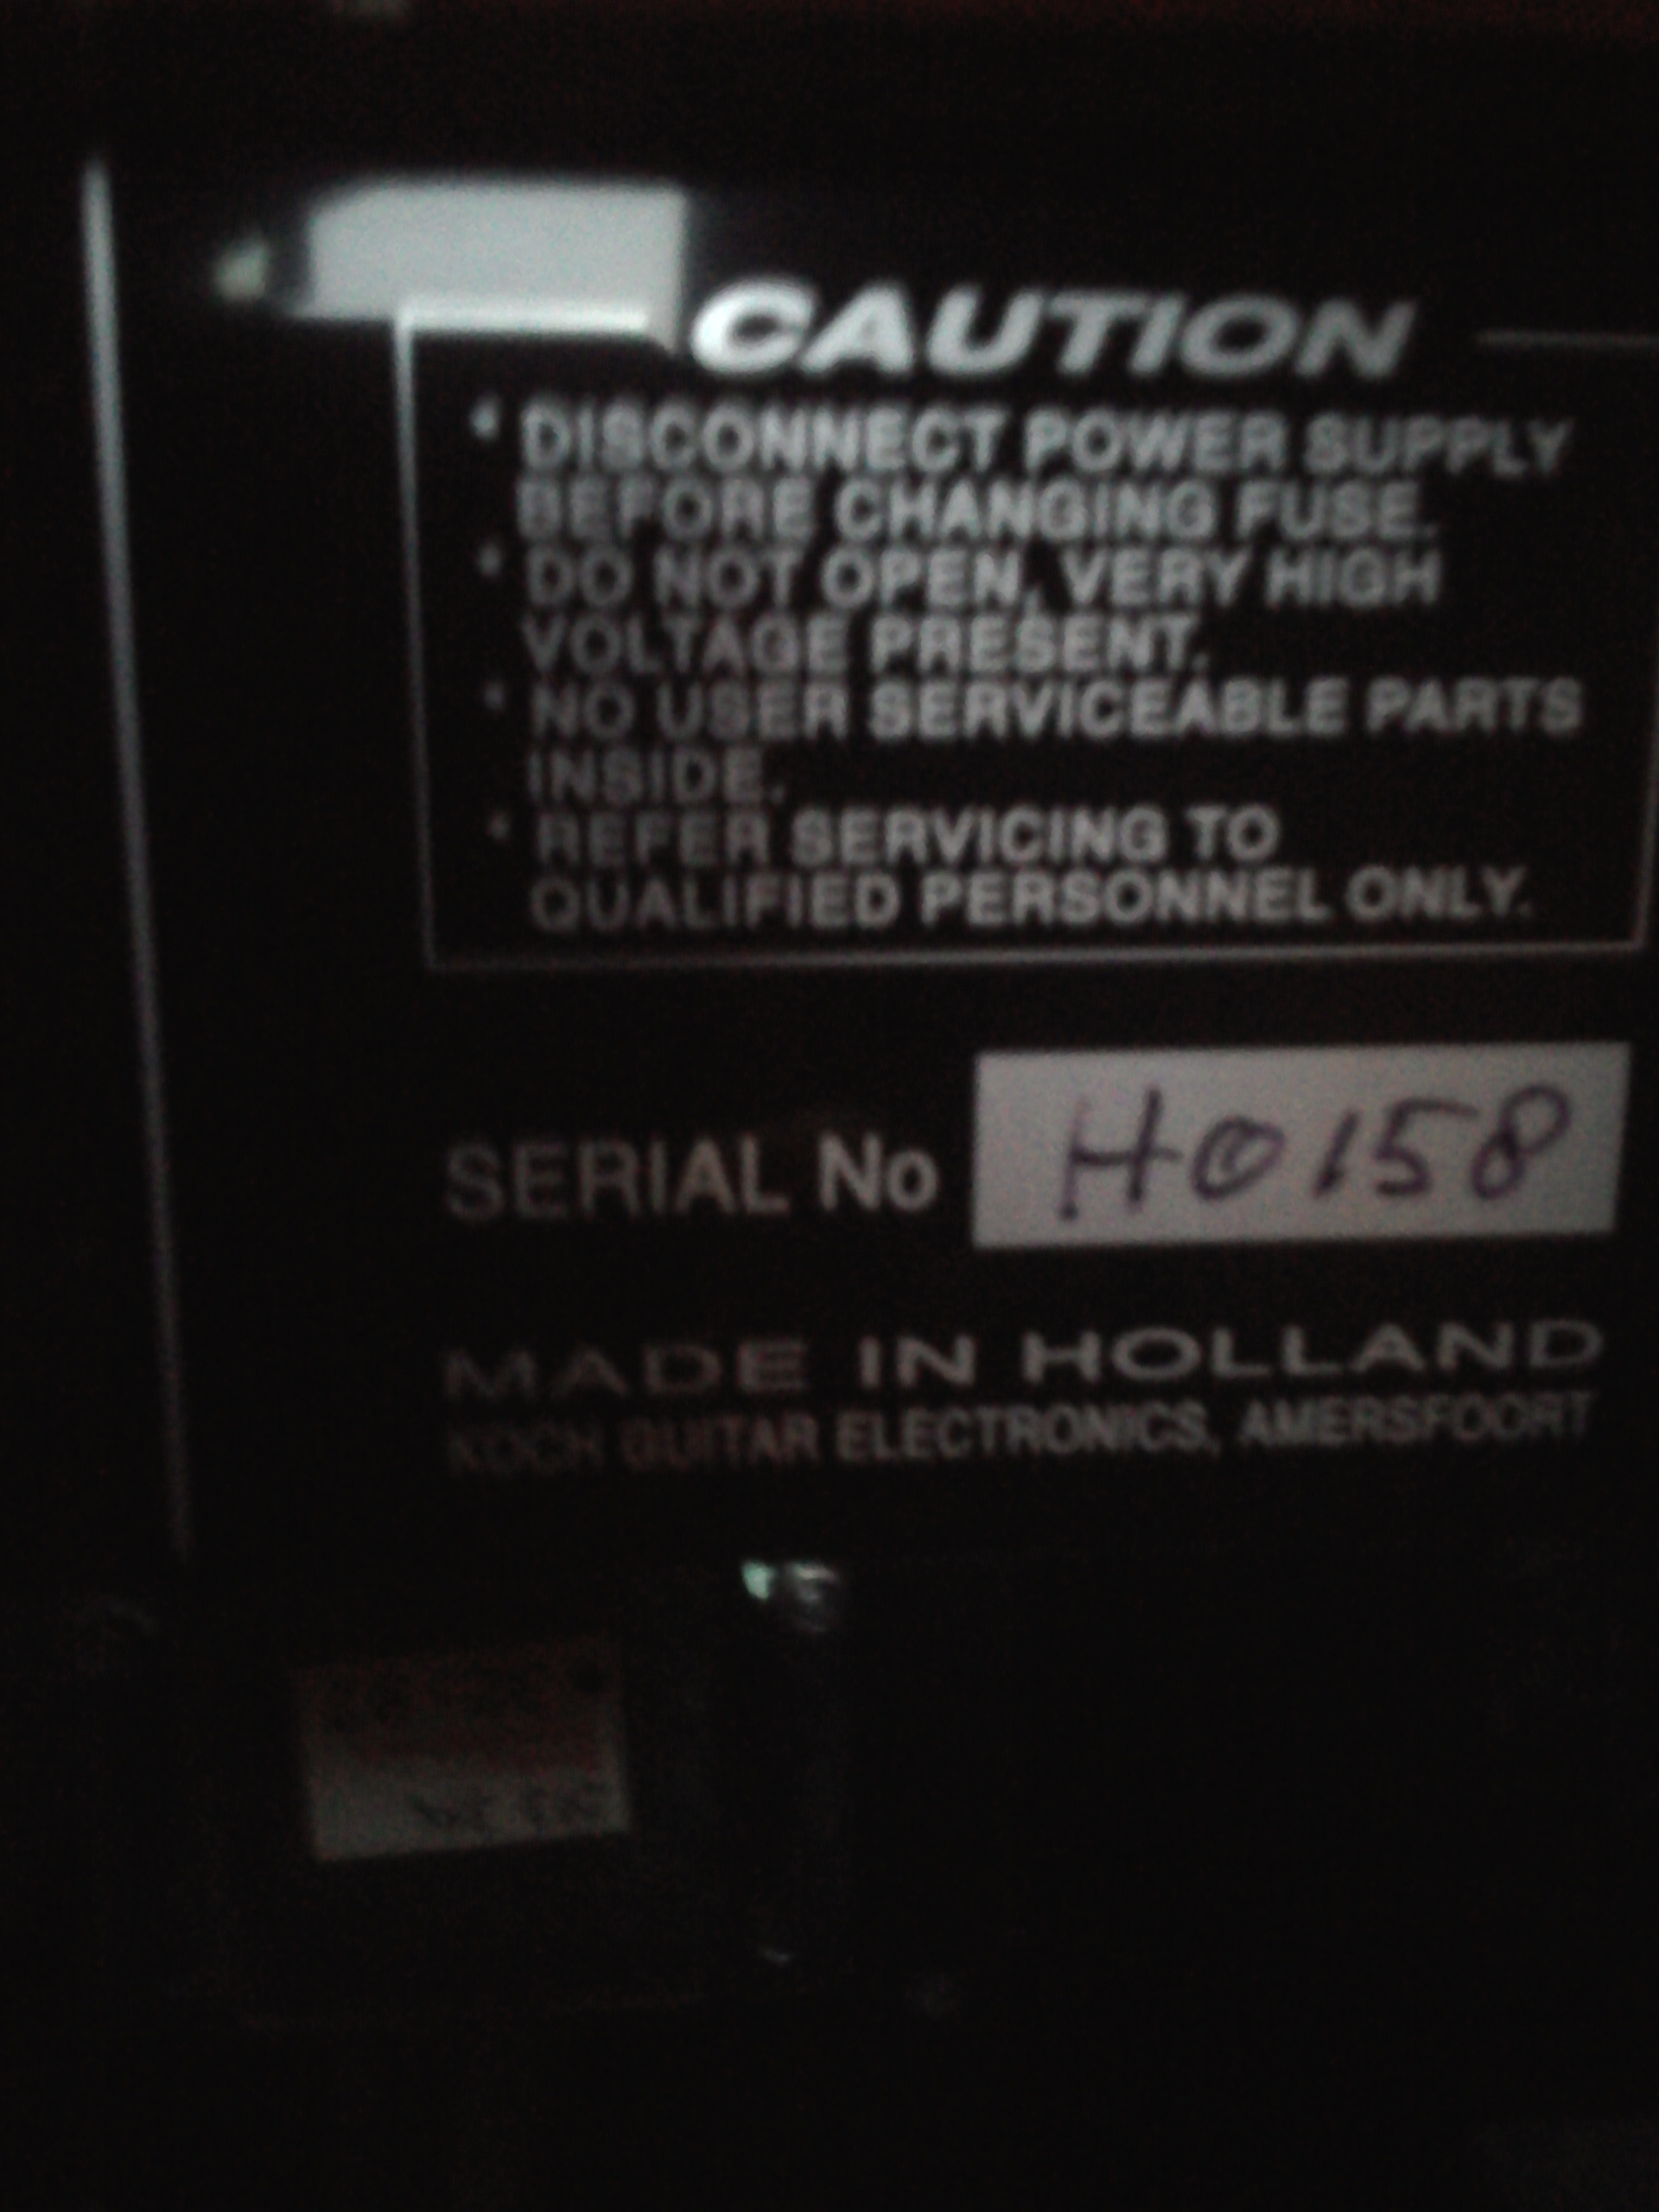 CAUTION
• DISCONNECT POWER SUPPLY
BEFORE CHANGING FUSE.
• DO NOT OPEN, VERY HIGH
VOLTAGE PRESENT.
• NO USER SERVICEABLE PARTS
INSIDE.
• REFER SERVICING TO
QUALIFIED PERSONNEL ONLY.
SERIAL No H0158
MADE IN HOLLAND
KOCH GUITAR ELECTRONICS, AMERSFOORT